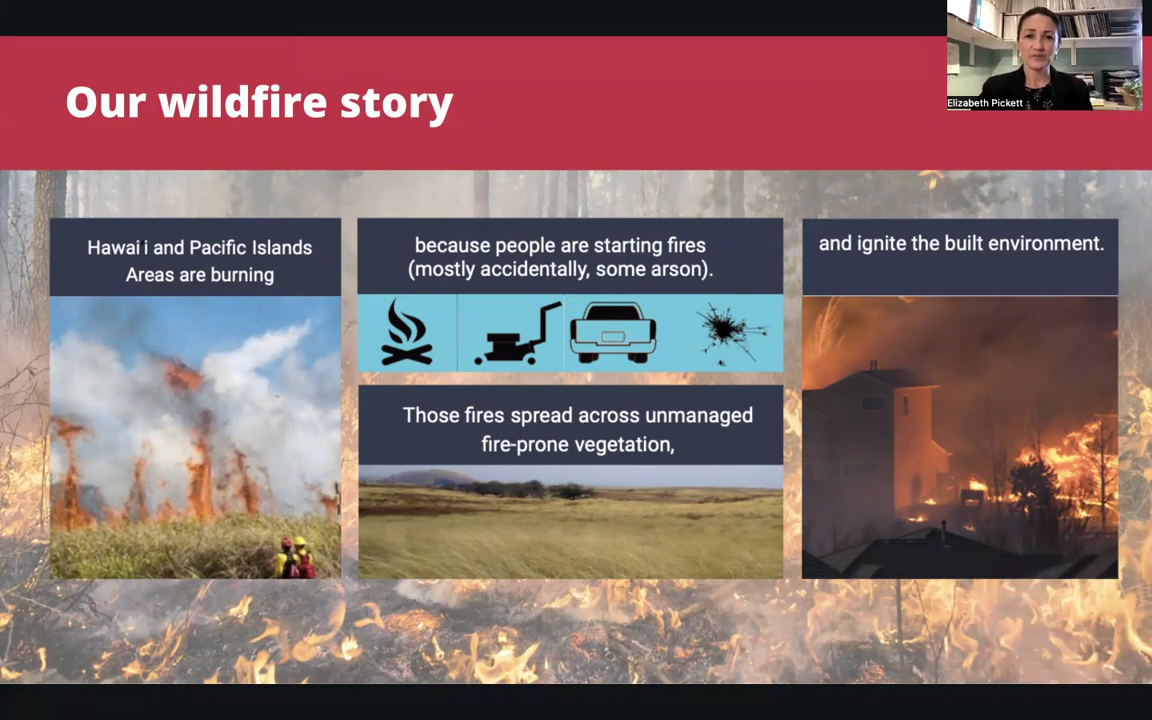 Our wildfire story
Elizabeth Pickett
Hawai i and Pacific Islands
Areas are burning
because people are starting fires
(mostly accidentally, some arson).
Those fires spread across unmanaged
fire-prone vegetation,
and ignite the built environment.